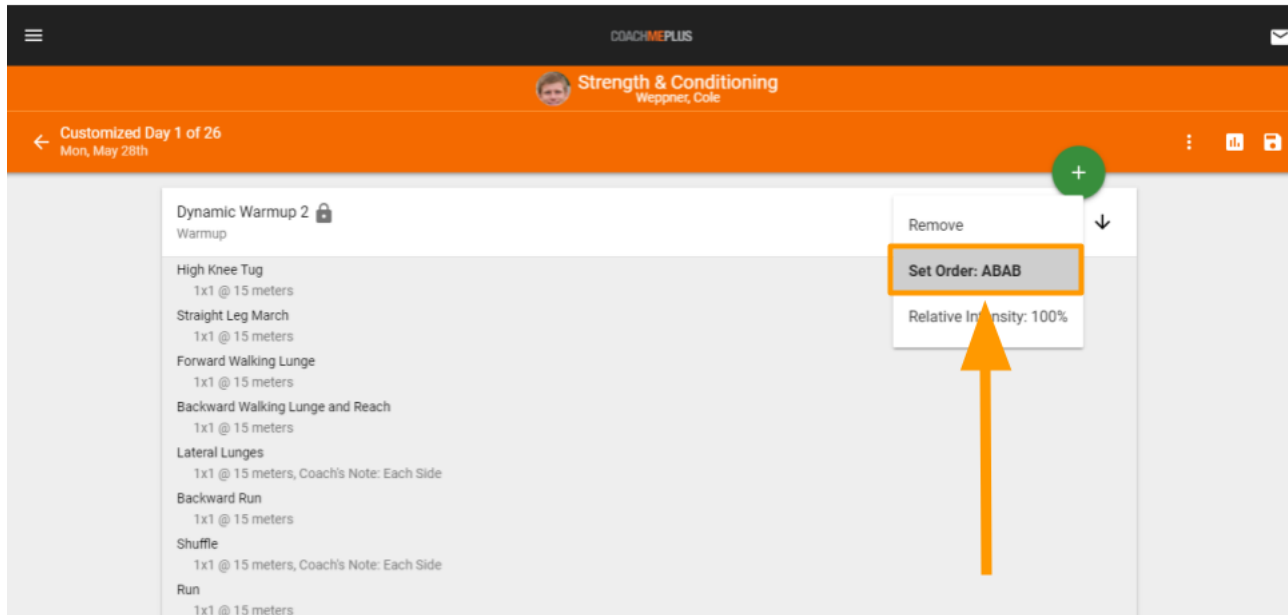 COACHMEPLUS
Strength & Conditioning
Weppner, Cole
Customized Day 1 of 26
Mon, May 28th
+
Dynamic Warmup 2
Warmup
Remove
Set Order: ABAB
Relative Intensity: 100%
High Knee Tug
1x1 @ 15 meters
Straight Leg March
1x1 @ 15 meters
Forward Walking Lunge
1x1 @ 15 meters
Backward Walking Lunge and Reach
1x1 @ 15 meters
Lateral Lunges
1x1 @ 15 meters, Coach's Note: Each Side
Backward Run
1x1 @ 15 meters
Shuffle
1x1 @ 15 meters, Coach's Note: Each Side
Run
1x1 @ 15 meters